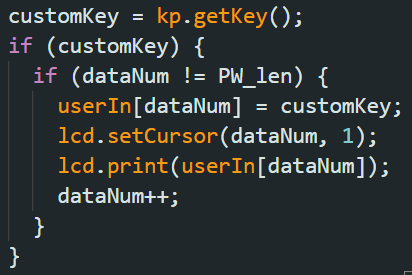 customKey = kp.getKey();
if (customKey) {
  if (dataNum != PW_len) {
    userIn[dataNum] = customKey;
    lcd.setCursor(dataNum, 1);
    lcd.print(userIn[dataNum]);
    dataNum++;
  }
}